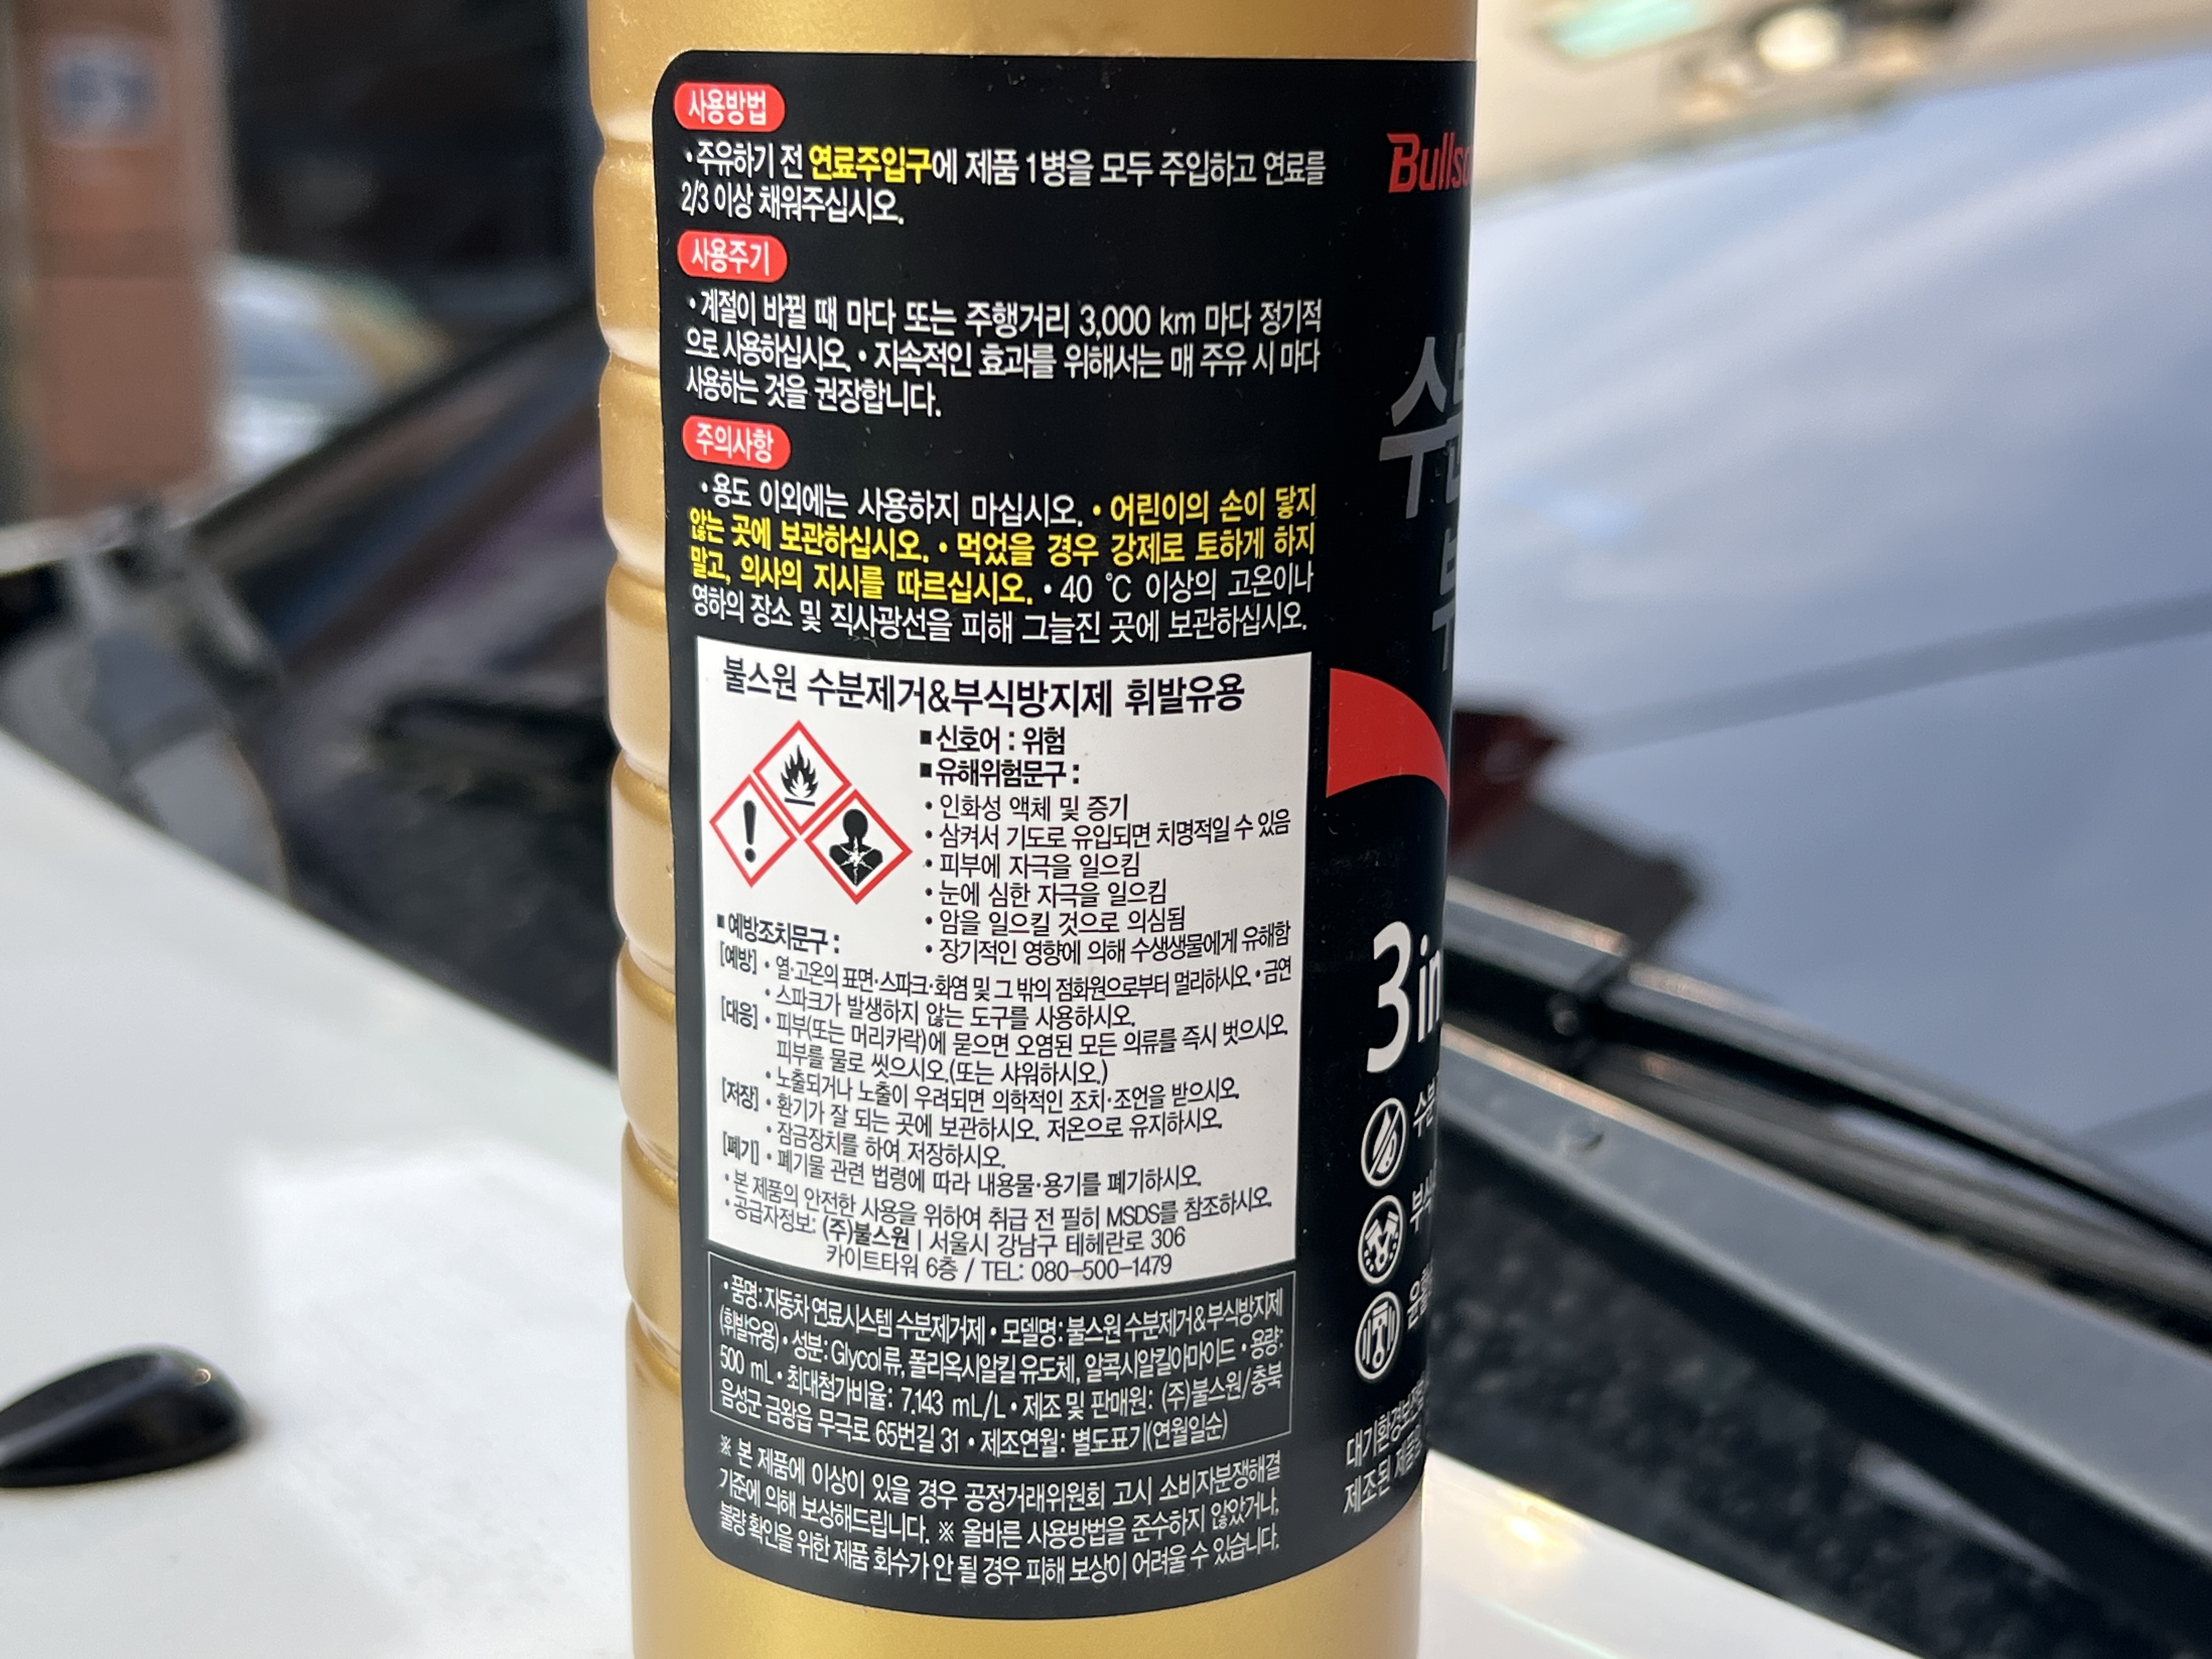 사용방법
• 주유하기 전 연료주입구에 제품 1병을 모두 주입하고 연료를
2/3 이상 채워주십시오.
사용주기
• 계절이 바뀔 때 마다 또는 주행거리 3,000 km 마다 정기적
으로 사용하십시오. • 지속적인 효과를 위해서는 매 주유 시 마다
사용하는 것을 권장합니다.
주의사항
• 용도 이외에는 사용하지 마십시오. • 어린이의 손이 닿지
않는 곳에 보관하십시오. • 먹었을 경우 강제로 토하게 하지
말고, 의사의 지시를 따르십시오. • 40 ℃ 이상의 고온이나
영하의 장소 및 직사광선을 피해 그늘진 곳에 보관하십시오.
불스원 수분제거&부식방지제 휘발유용
■ 신호어 : 위험
■ 유해위험문구 :
• 인화성 액체 및 증기
• 삼켜서 기도로 유입되면 치명적일 수 있음
• 피부에 자극을 일으킴
• 눈에 심한 자극을 일으킴
• 암을 일으킬 것으로 의심됨
• 장기적인 영향에 의해 수생생물에게 유해함
■ 예방조치문구 :
[예방] • 열·고온의 표면·스파크·화염 및 그 밖의 점화원으로부터 멀리하시오. • 금연
• 스파크가 발생하지 않는 도구를 사용하시오.
[대응] • 피부(또는 머리카락)에 묻으면 오염된 모든 의류를 즉시 벗으시오.
피부를 물로 씻으시오.(또는 샤워하시오.)
• 노출되거나 노출이 우려되면 의학적인 조치·조언을 받으시오.
[저장] • 환기가 잘 되는 곳에 보관하시오. 저온으로 유지하시오.
• 잠금장치를 하여 저장하시오.
[폐기] • 폐기물 관련 법령에 따라 내용물·용기를 폐기하시오.
• 본 제품의 안전한 사용을 위하여 취급 전 필히 MSDS를 참조하시오.
• 공급자정보: (주)불스원 | 서울시 강남구 테헤란로 306
카이트타워 6층 / TEL: 080-500-1479
• 품명: 자동차 연료시스템 수분제거제 • 모델명: 불스원 수분제거&부식방지제
(휘발유용) • 성분: Glycol류, 폴리옥시알킬 유도체, 알콕시알킬아마이드 • 용량:
500 mL • 최대첨가비율: 7.143 mL/L • 제조 및 판매원: (주)불스원/충북
음성군 금왕읍 무극로 65번길 31 • 제조연월: 별도표기(연월일순)
※ 본 제품에 이상이 있을 경우 공정거래위원회 고시 소비자분쟁해결
기준에 의해 보상해드립니다. ※ 올바른 사용방법을 준수하지 않았거나,
불량 확인을 위한 제품 회수가 안 될 경우 피해 보상이 어려울 수 있습니다.
3 in
수분
제조된 제품